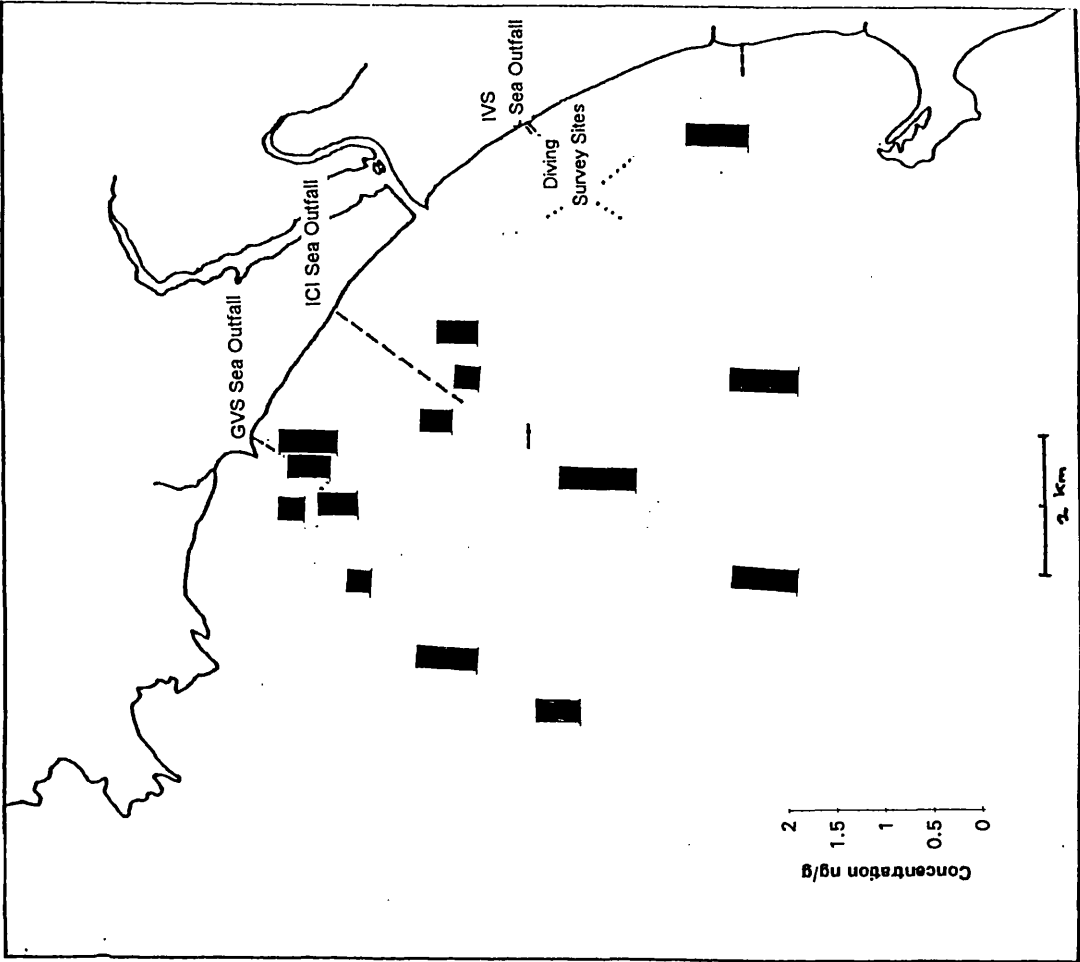 GVS Sea Outfall
ICI Sea Outfall
IVS
Sea Outfall
Diving
Survey Sites
2 km
2
1.5
1
0.5
0
Concentration ng/g